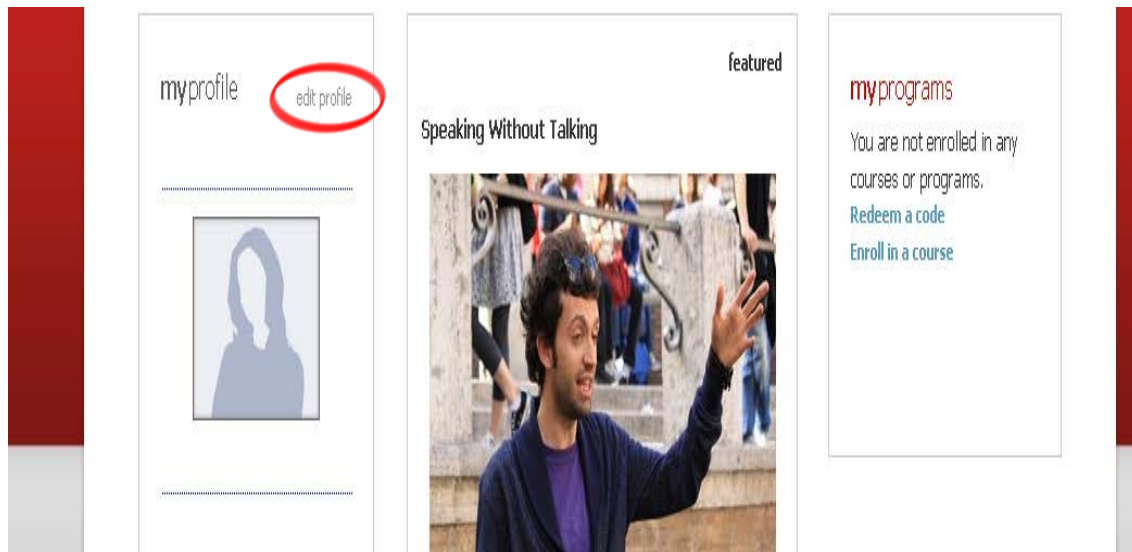 myprofile
edit profile
featured
Speaking Without Talking
myprograms
You are not enrolled in any
courses or programs.
Redeem a code
Enroll in a course